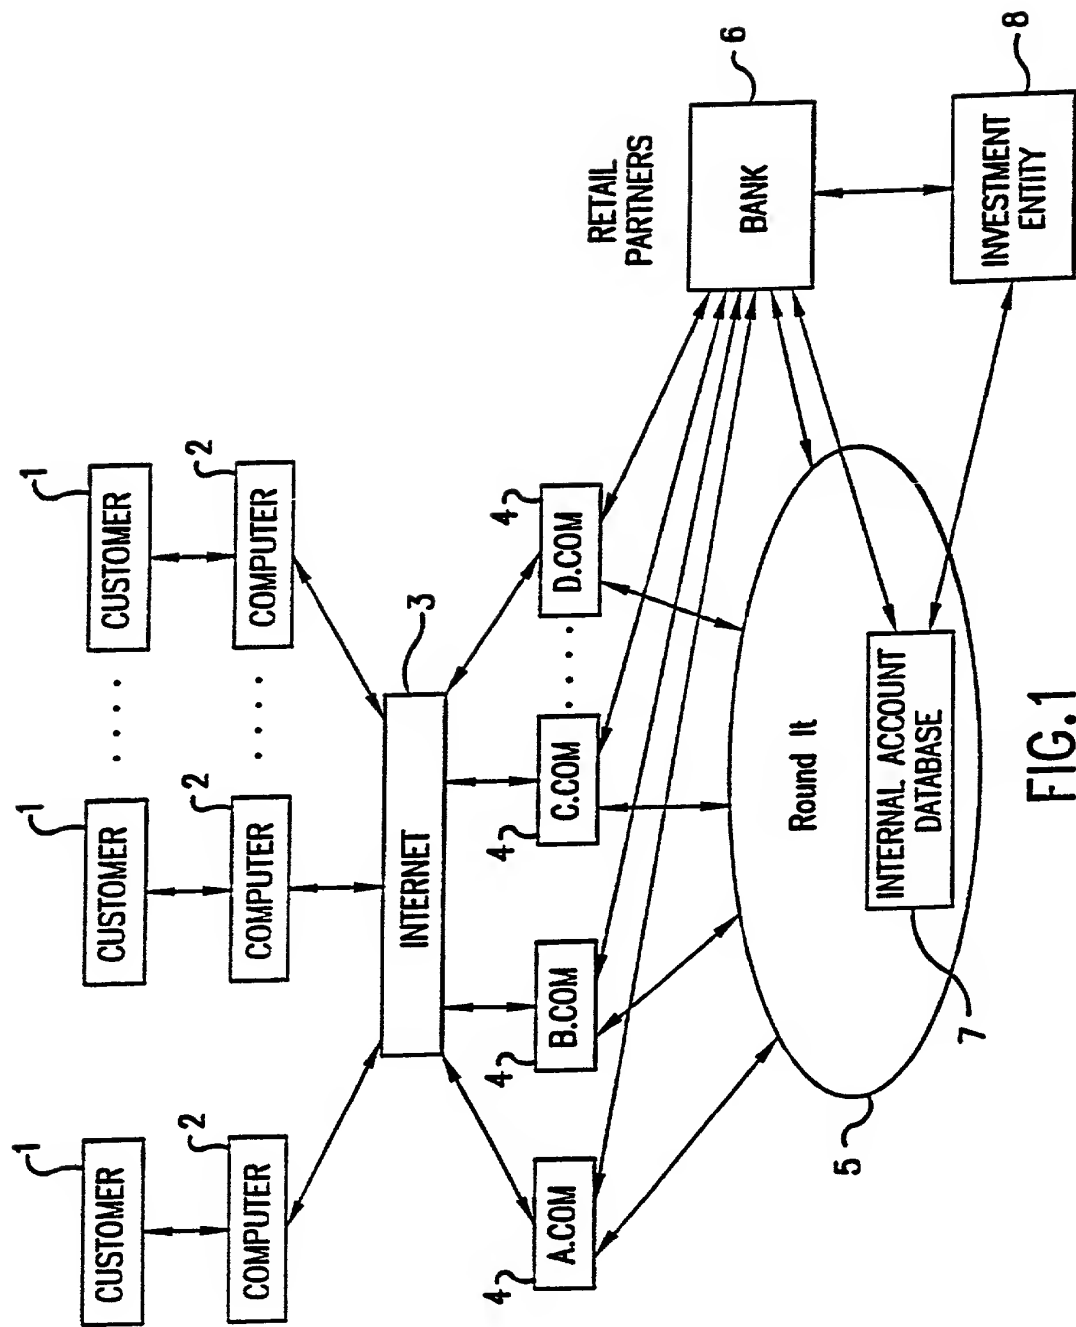 1
CUSTOMER
1
CUSTOMER
. . . .
1
CUSTOMER
2
COMPUTER
2
COMPUTER
. . . .
2
COMPUTER
3
INTERNET
4
A.COM
4
B.COM
4
C.COM
. . . . .
4
D.COM
RETAIL
PARTNERS
6
BANK
5
Round It
7
INTERNAL ACCOUNT
DATABASE
8
INVESTMENT
ENTITY
FIG.1